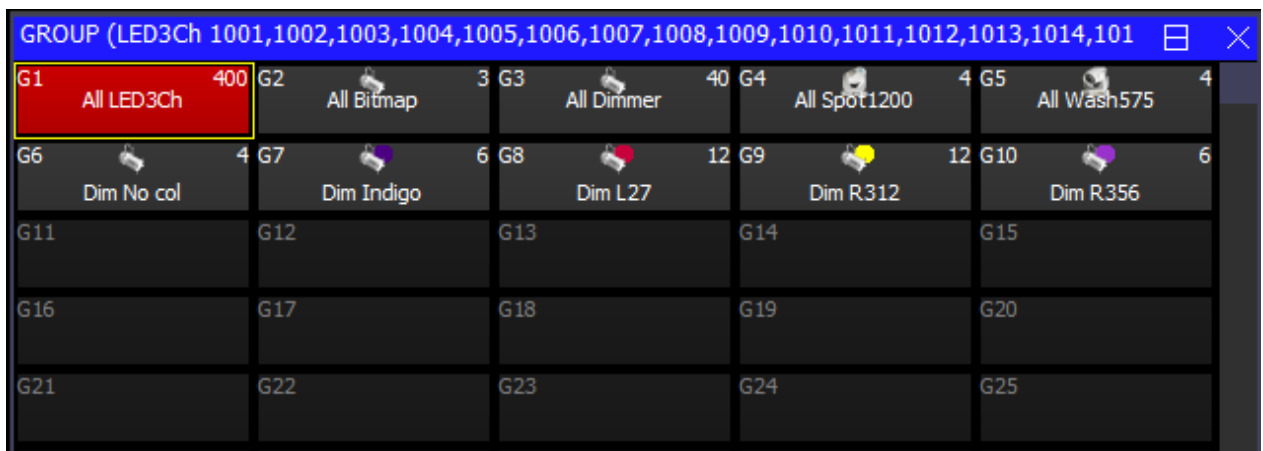 GROUP (LED3Ch 1001,1002,1003,1004,1005,1006,1007,1008,1009,1010,1011,1012,1013,1014,101
G1 400 G2 3 G3 40 G4 4 G5 4
All LED3Ch All Bitmap All Dimmer All Spot1200 All Wash575
G6 4 G7 6 G8 12 G9 12 G10 6
Dim No col Dim Indigo Dim L27 Dim R312 Dim R356
G11 G12 G13 G14 G15
G16 G17 G18 G19 G20
G21 G22 G23 G24 G25